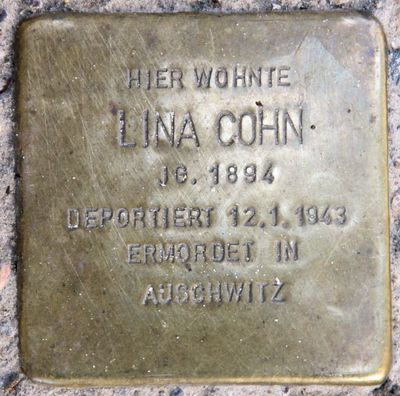 HIER WOHNTE
LINA COHN
JG. 1894
DEPORTIERT 12.1.1943
ERMORDET IN
AUSCHWITZ